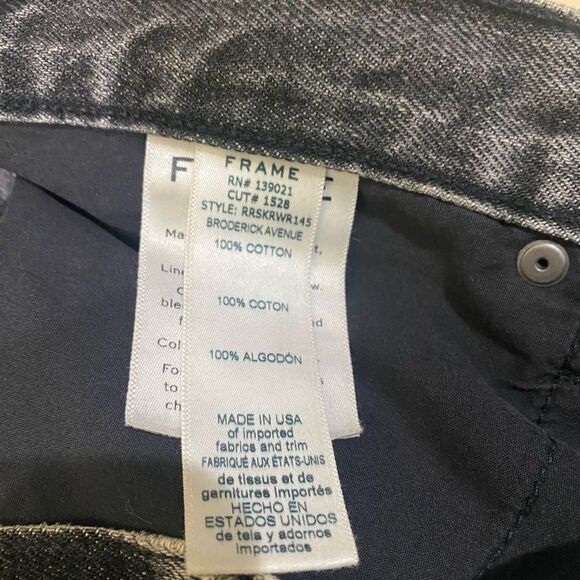 FRAME
RN# 139021
CUT# 1528
STYLE: RRSKRWR145
BRODERICK AVENUE
100% COTTON
100% COTON
100% ALGODÓN
MADE IN USA
of imported
fabrics and trim
FABRIQUÉ AUX ÉTATS-UNIS
de tissus et de
garnitures importés
HECHO EN
ESTADOS UNIDOS
de tela y adornos
importados
F E